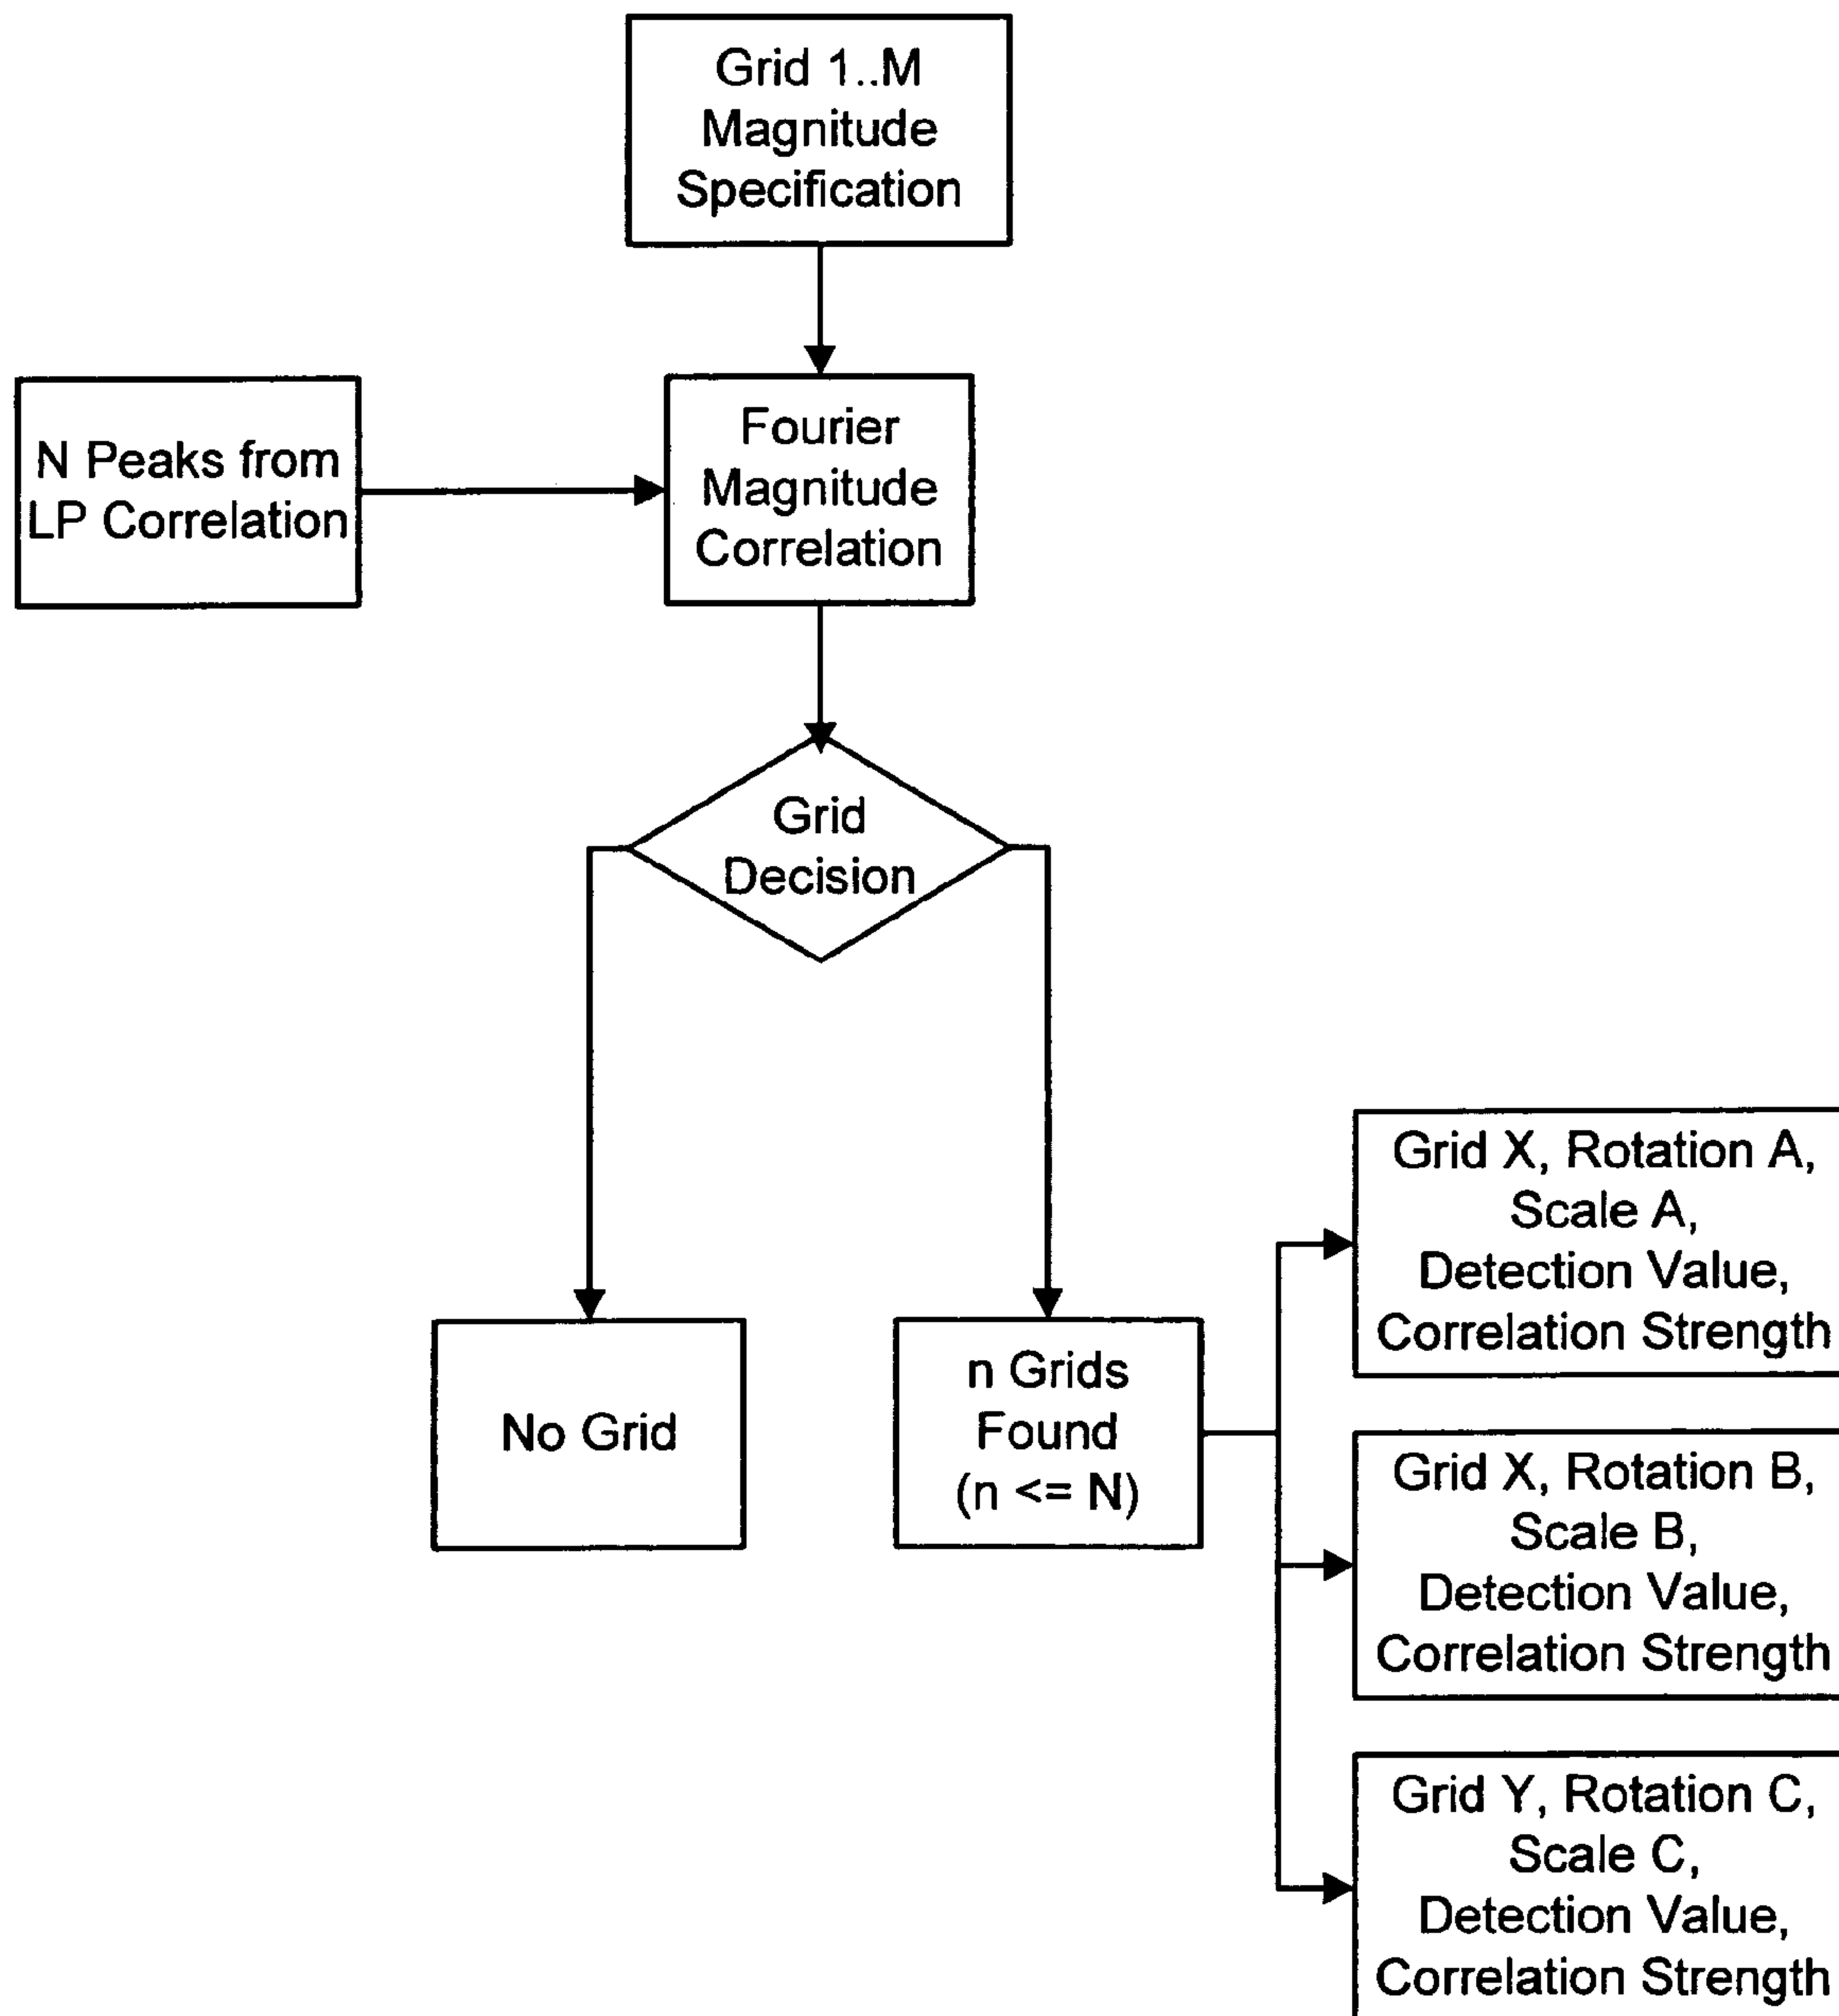 Grid 1..M
Magnitude
Specification
N Peaks from
LP Correlation
Fourier
Magnitude
Correlation
Grid
Decision
No Grid
n Grids
Found
(n <= N)
Grid X, Rotation A,
Scale A,
Detection Value,
Correlation Strength
Grid X, Rotation B,
Scale B,
Detection Value,
Correlation Strength
Grid Y, Rotation C,
Scale C,
Detection Value,
Correlation Strength